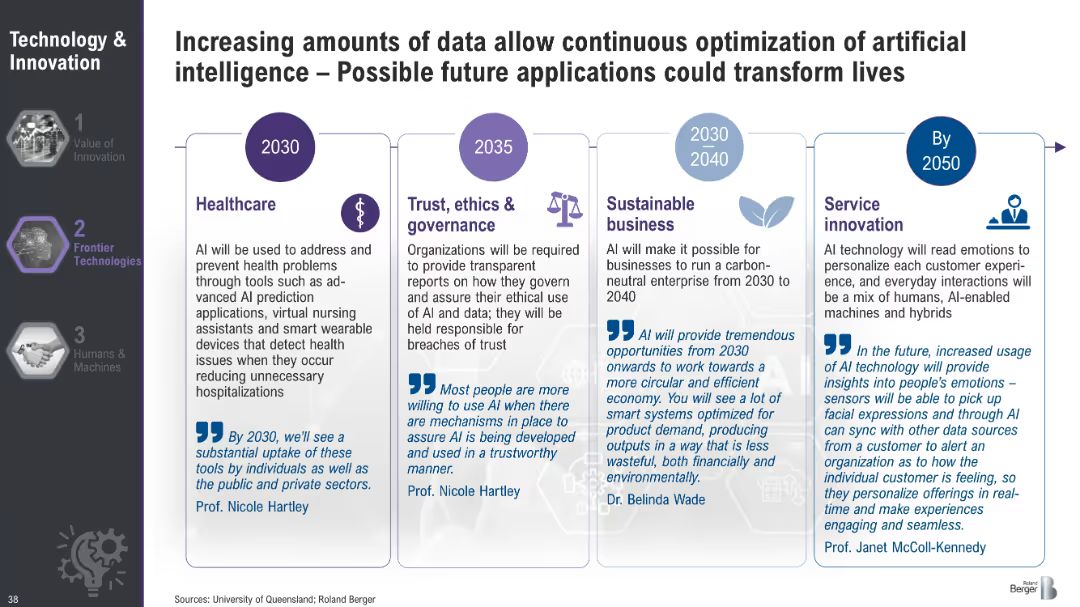 Technology &
Innovation
1
Value of
Innovation
2
Frontier
Technologies
3
Humans &
Machines
38
Increasing amounts of data allow continuous optimization of artificial
intelligence – Possible future applications could transform lives
2030
Healthcare
AI will be used to address and
prevent health problems
through tools such as ad-
vanced AI prediction
applications, virtual nursing
assistants and smart wearable
devices that detect health
issues when they occur
reducing unnecessary
hospitalizations
❞ By 2030, we'll see a
substantial uptake of these
tools by individuals as well as
the public and private sectors.
Prof. Nicole Hartley
2035
Trust, ethics &
governance
Organizations will be required
to provide transparent
reports on how they govern
and assure their ethical use
of AI and data; they will be
held responsible for
breaches of trust
❞ Most people are more
willing to use AI when there
are mechanisms in place to
assure AI is being developed
and used in a trustworthy
manner.
Prof. Nicole Hartley
2030
–
2040
Sustainable
business
AI will make it possible for
businesses to run a carbon-
neutral enterprise from 2030 to
2040
❞ AI will provide tremendous
opportunities from 2030
onwards to work towards a
more circular and efficient
economy. You will see a lot of
smart systems optimized for
product demand, producing
outputs in a way that is less
wasteful, both financially and
environmentally.
Dr. Belinda Wade
By
2050
Service
innovation
AI technology will read emotions to
personalize each customer experi-
ence, and everyday interactions will
be a mix of humans, AI-enabled
machines and hybrids
❞ In the future, increased usage
of AI technology will provide
insights into people's emotions –
sensors will be able to pick up
facial expressions and through AI
can sync with other data sources
from a customer to alert an
organization as to how the
individual customer is feeling, so
they personalize offerings in real-
time and make experiences
engaging and seamless.
Prof. Janet McColl-Kennedy
Sources: University of Queensland; Roland Berger
Roland
Berger
B